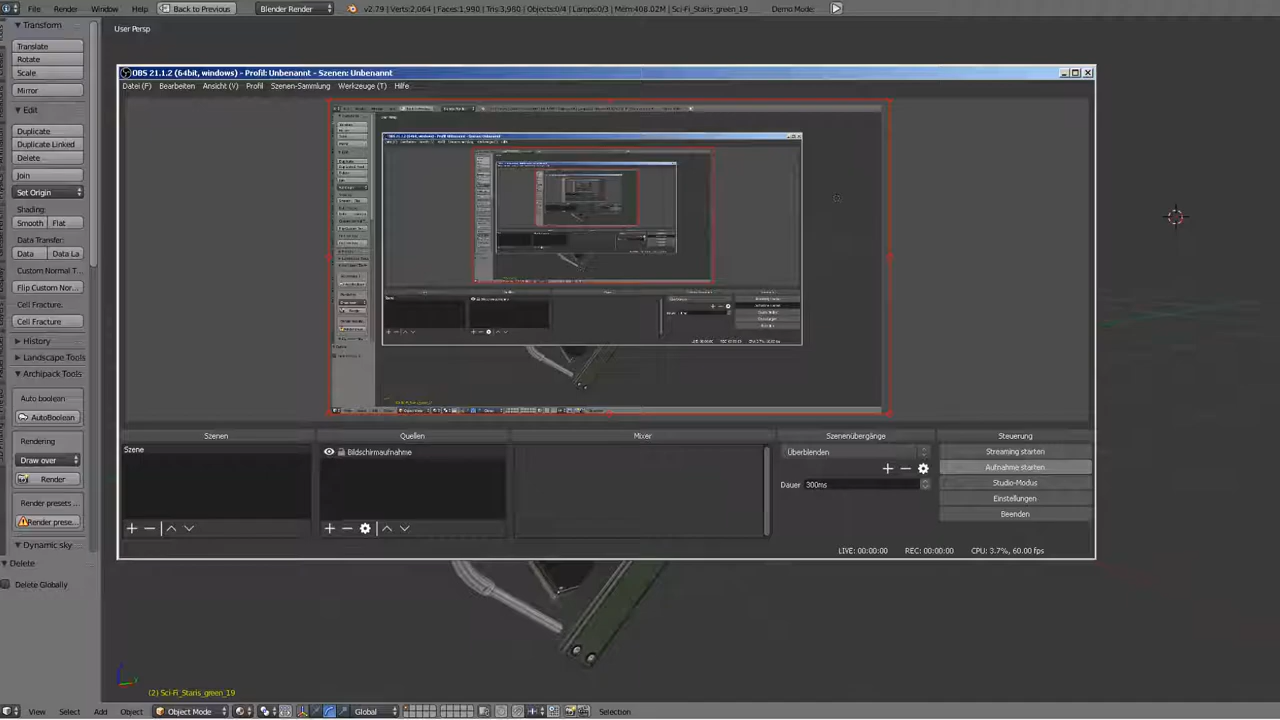 File Render Window Help Back to Previous Blender Render v2.79 | Verts:2,064 | Faces:1,990 | Tris:3,980 | Objects:0/4 | Lamps:0/3 | Mem:408.02M | Sci-Fi_Staris_green_19 Demo Mode:
Transform
User Persp
Translate
Rotate
Scale
Mirror
Edit
Duplicate
Duplicate Linked
Delete
Join
Set Origin
Shading:
Smooth Flat
Data Transfer:
Data Data La
Custom Normal T...
Flip Custom Nor...
Cell Fracture.
Cell Fracture
History
Landscape Tools
Archipack Tools
Auto boolean
AutoBoolean
Rendering
Draw over
Render
Render presets ...
Render prese...
Dynamic sky
Delete
Delete Globally
OBS 21.1.2 (64bit, windows) - Profil: Unbenannt - Szenen: Unbenannt
Datei (F) Bearbeiten Ansicht (V) Profil Szenen-Sammlung Werkzeuge (T) Hilfe
Szenen Quellen Mixer Szenenübergänge Steuerung
Szene Bildschirmaufnahme Überblenden Streaming starten
Aufnahme starten
Dauer 300ms Studio-Modus
Einstellungen
Beenden
LIVE: 00:00:00 REC: 00:00:00 CPU: 3.7%, 60.00 fps
(2) Sci-Fi_Staris_green_19
View Select Add Object Object Mode Global Selection